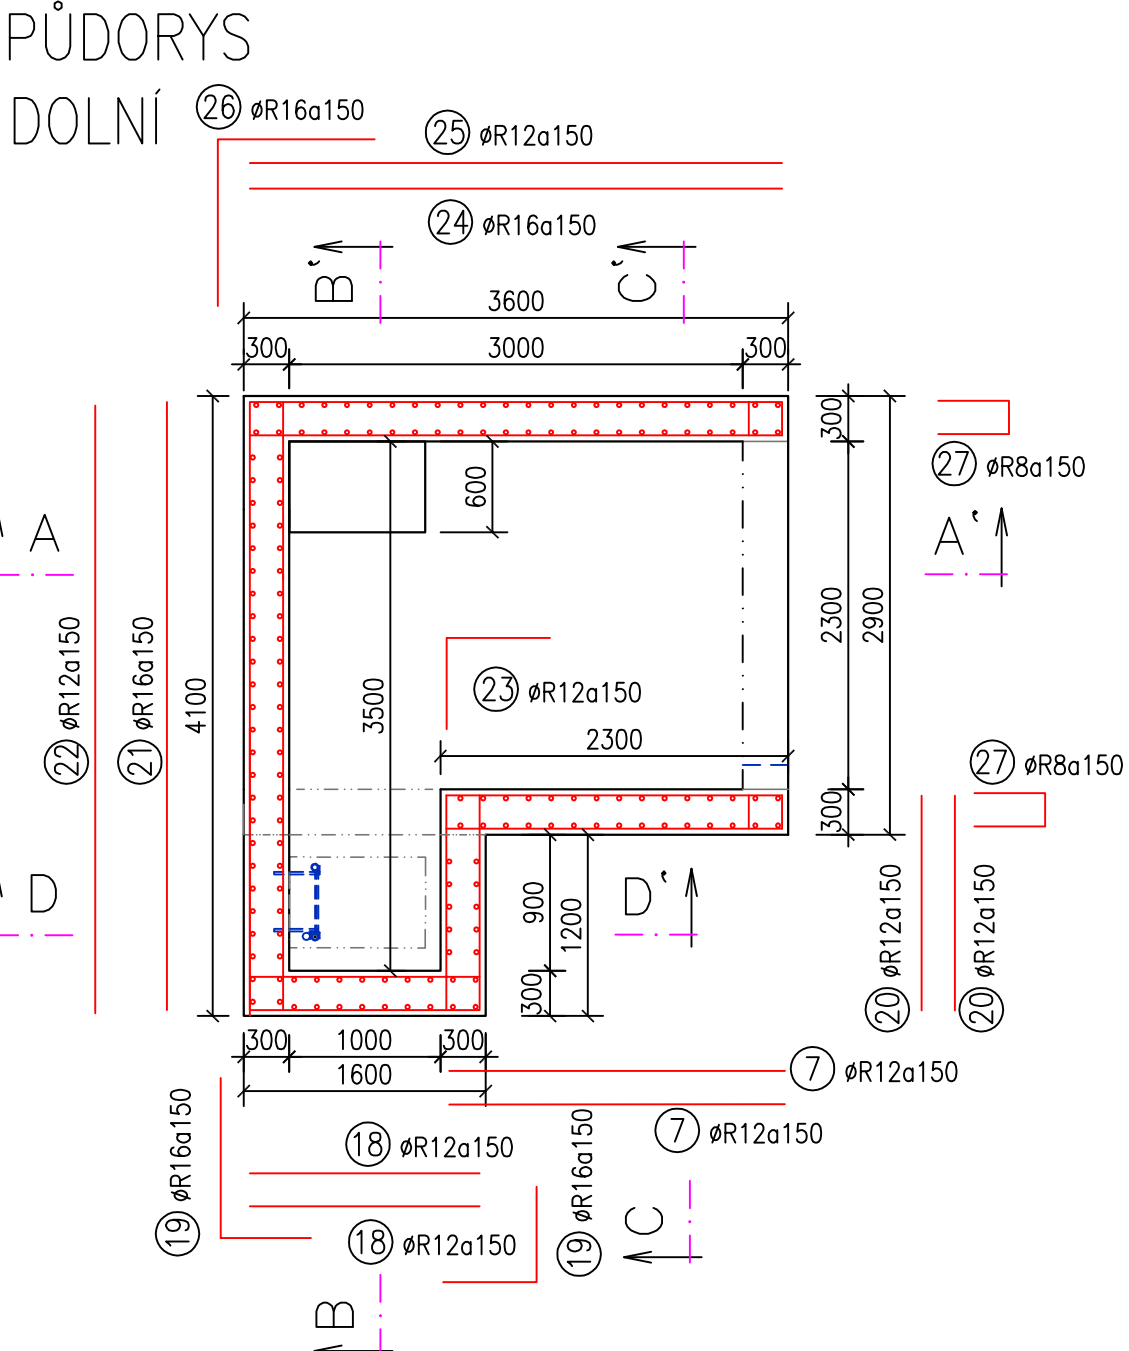 PŮDORYS
DOLNÍ
26 øR16a150
25 øR12a150
24 øR16a150
B'
C'
3600
300
3000
300
300
27 øR8a150
600
A
A'
2300
2900
22 øR12a150
21 øR16a150
4100
3500
23 øR12a150
2300
27 øR8a150
300
D
D'
900
1200
300
20 øR12a150
20 øR12a150
300
1000
300
1600
7 øR12a150
7 øR12a150
19 øR16a150
18 øR12a150
19 øR16a150
18 øR12a150
C
B